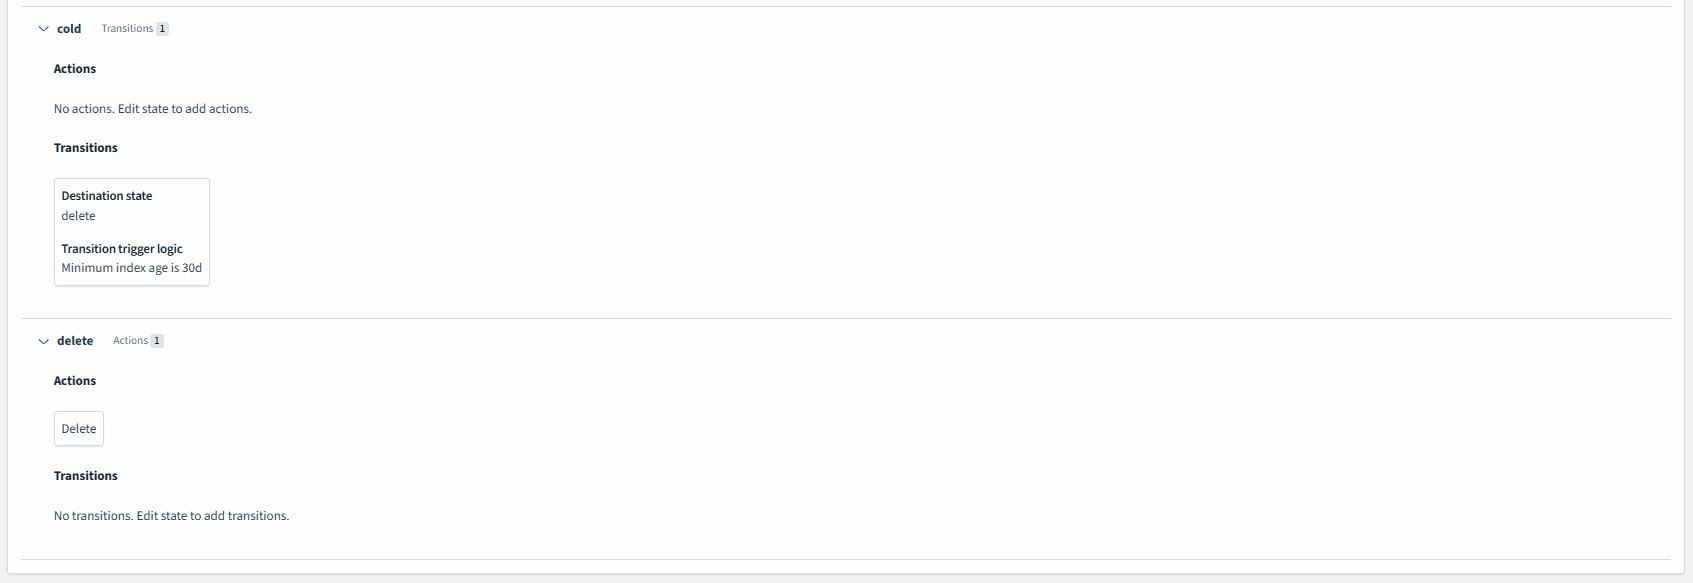 cold Transitions 1
Actions
No actions. Edit state to add actions.
Transitions
Destination state
delete
Transition trigger logic
Minimum index age is 30d
delete Actions 1
Actions
Delete
Transitions
No transitions. Edit state to add transitions.